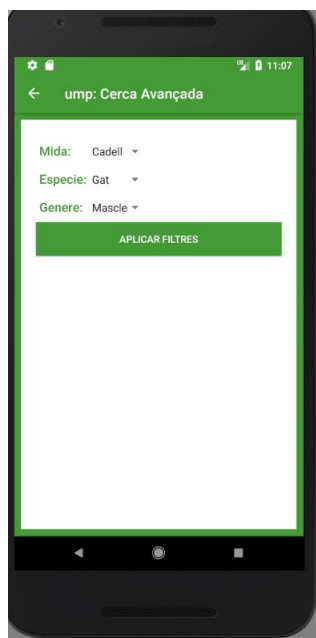 11:07
ump: Cerca Avançada
Mida: Cadell
Especie: Gat
Genere: Mascle
APLICAR FILTRES